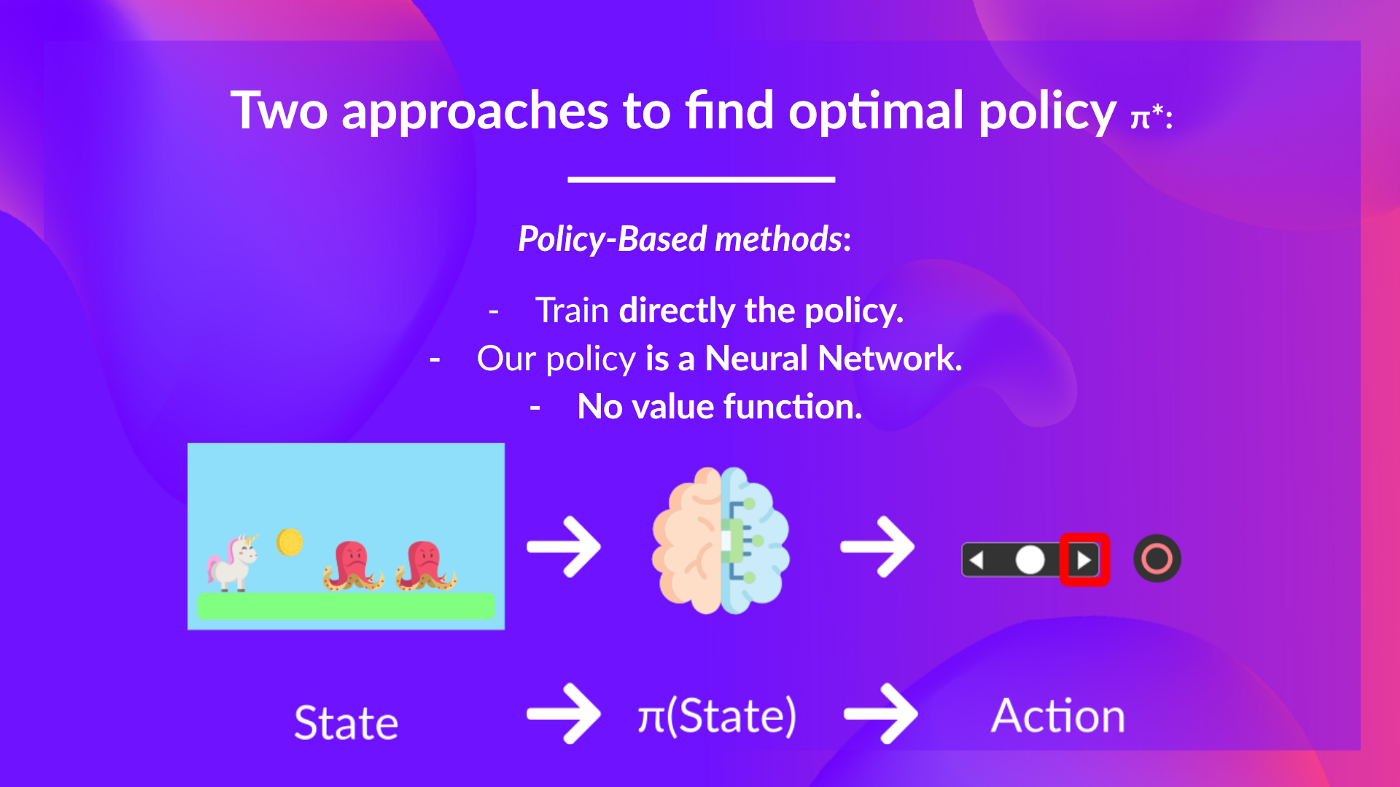 Two approaches to find optimal policy π*:
Policy-Based methods:
- Train directly the policy.
- Our policy is a Neural Network.
- No value function.
State → π(State) → Action